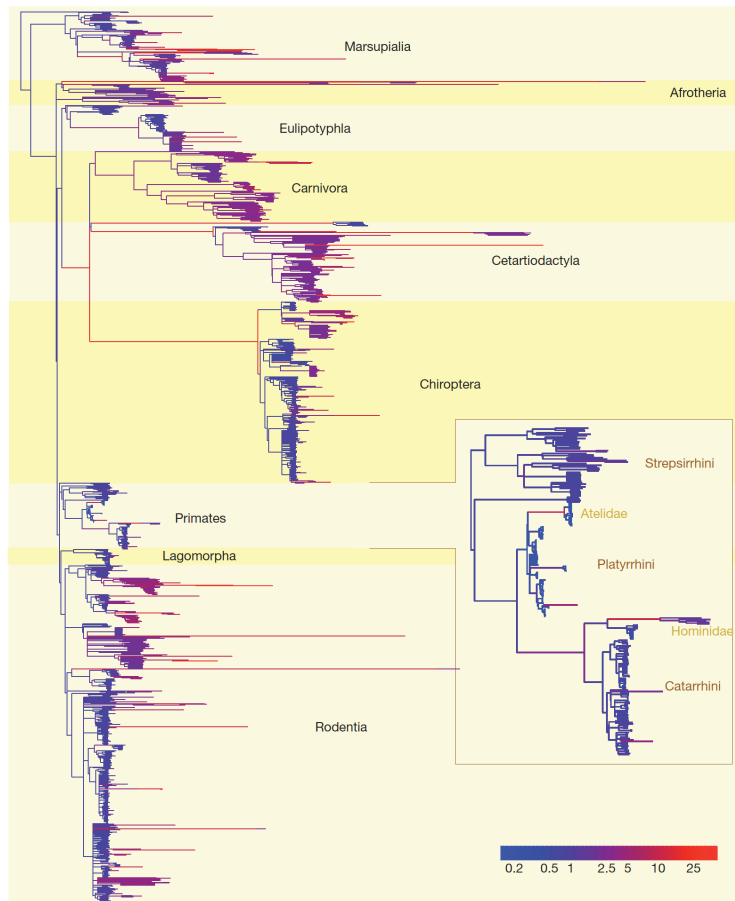 Marsupialia
Afrotheria
Eulipotyphla
Carnivora
Cetartiodactyla
Chiroptera
Strepsirrhini
Atelidae
Primates
Lagomorpha
Platyrrhini
Hominidae
Catarrhini
Rodentia
0.2 0.5 1 2.5 5 10 25